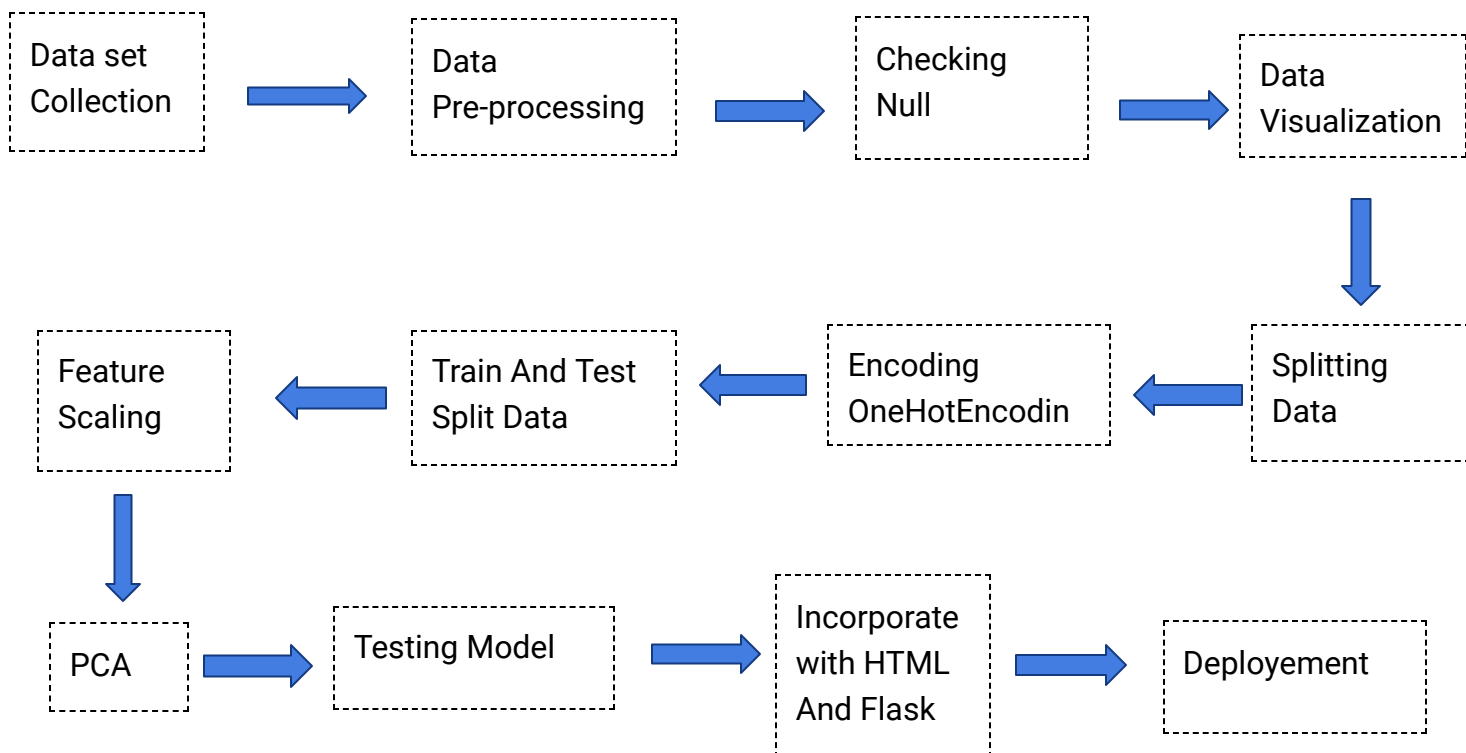 Data set
Collection
Data
Pre-processing
Checking
Null
Data
Visualization
Splitting
Data
Encoding
OneHotEncodin
Train And Test
Split Data
Feature
Scaling
PCA
Testing Model
Incorporate
with HTML
And Flask
Deployement